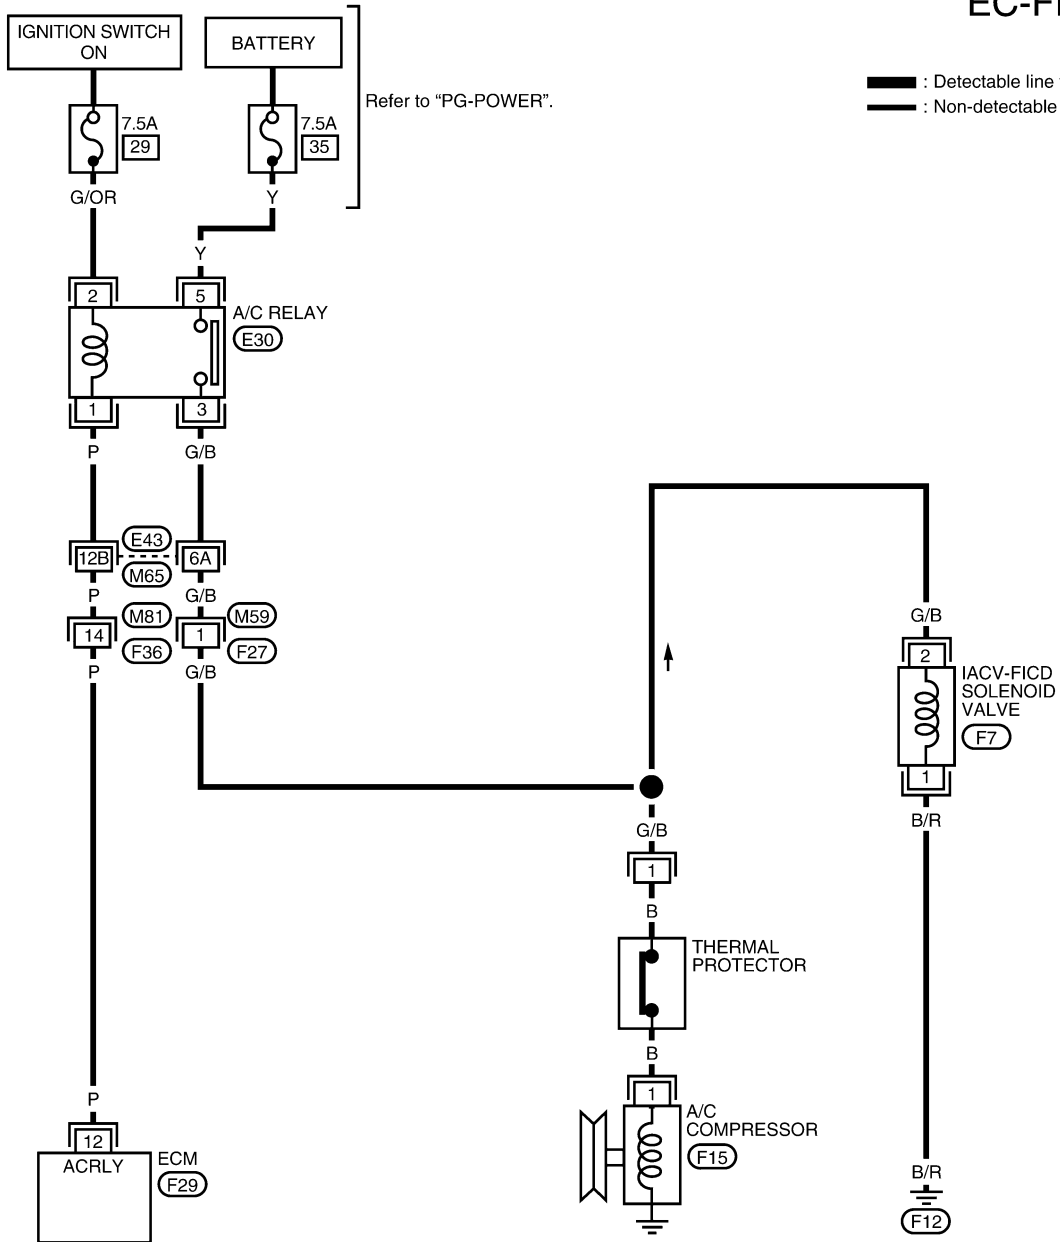 EC-FI
IGNITION SWITCH
ON
BATTERY
Refer to “PG-POWER”.
: Detectable line
: Non-detectable
7.5A
29
7.5A
35
G/OR
Y
Y
2
5
A/C RELAY
E30
1
3
P
G/B
E43
12B
6A
M65
P
G/B
M81
M59
14
1
F36
F27
P
G/B
G/B
2
IACV-FICD
SOLENOID
VALVE
F7
1
B/R
G/B
1
B
THERMAL
PROTECTOR
B
1
A/C
COMPRESSOR
F15
P
12
ACRLY
ECM
F29
B/R
F12